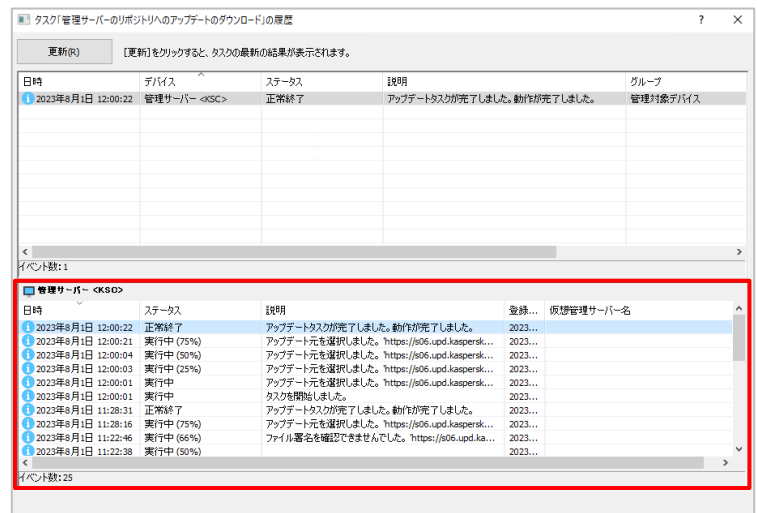 タスク「管理サーバーのリポジトリへのアップデートのダウンロード」の履歴
更新(R) [更新]をクリックすると、タスクの最新の結果が表示されます。
日時 デバイス ステータス 説明 グループ
2023年8月1日 12:00:22 管理サーバー <KSC> 正常終了 アップデートタスクが完了しました。動作が完了しました。 管理対象デバイス
イベント数: 1
管理サーバー <KSC>
日時 ステータス 説明 登録... 仮想管理サーバー名
2023年8月1日 12:00:22 正常終了 アップデートタスクが完了しました。動作が完了しました。 2023...
2023年8月1日 12:00:21 実行中 (75%) アップデート元を選択しました。'https://s06.upd.kaspersk... 2023...
2023年8月1日 12:00:04 実行中 (50%) アップデート元を選択しました。'https://s06.upd.kaspersk... 2023...
2023年8月1日 12:00:03 実行中 (25%) アップデート元を選択しました。'https://s06.upd.kaspersk... 2023...
2023年8月1日 12:00:01 実行中 アップデート元を選択しました。'https://s06.upd.kaspersk... 2023...
2023年8月1日 12:00:01 実行中 タスクを開始しました。 2023...
2023年8月1日 11:28:31 正常終了 アップデートタスクが完了しました。動作が完了しました。 2023...
2023年8月1日 11:28:16 実行中 (75%) アップデート元を選択しました。'https://s06.upd.kaspersk... 2023...
2023年8月1日 11:22:46 実行中 (66%) ファイル署名を確認できませんでした。'https://s06.upd.ka... 2023...
2023年8月1日 11:22:38 実行中 (50%) 2023...
イベント数: 25